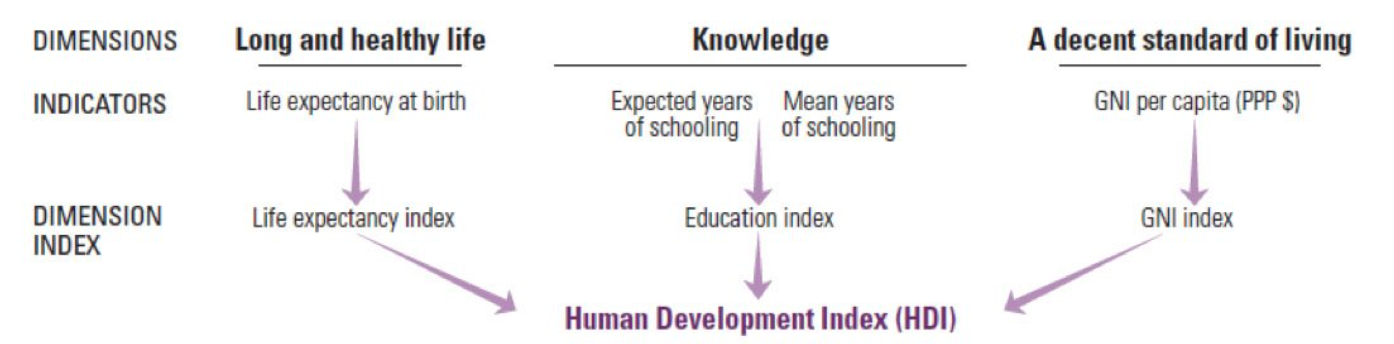 DIMENSIONS Long and healthy life Knowledge A decent standard of living
INDICATORS Life expectancy at birth Expected years Mean years GNI per capita (PPP $)
of schooling of schooling
DIMENSION Life expectancy index Education index GNI index
INDEX
Human Development Index (HDI)